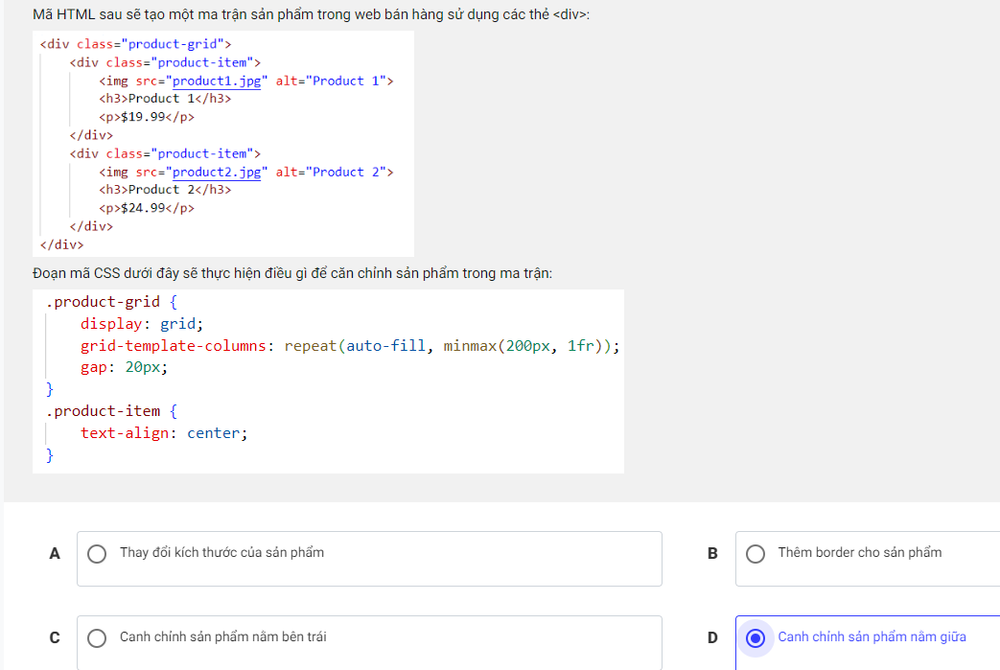 Mã HTML sau sẽ tạo một ma trận sản phẩm trong web bán hàng sử dụng các thẻ <div>:
<div class="product-grid">
<div class="product-item">
<img src="product1.jpg" alt="Product 1">
<h3>Product 1</h3>
<p>$19.99</p>
</div>
<div class="product-item">
<img src="product2.jpg" alt="Product 2">
<h3>Product 2</h3>
<p>$24.99</p>
</div>
</div>
Đoạn mã CSS dưới đây sẽ thực hiện điều gì để căn chỉnh sản phẩm trong ma trận:
.product-grid {
display: grid;
grid-template-columns: repeat(auto-fill, minmax(200px, 1fr));
gap: 20px;
}
.product-item {
text-align: center;
}
A Thay đổi kích thước của sản phẩm
B Thêm border cho sản phẩm
C Canh chỉnh sản phẩm nằm bên trái
D Canh chỉnh sản phẩm nằm giữa